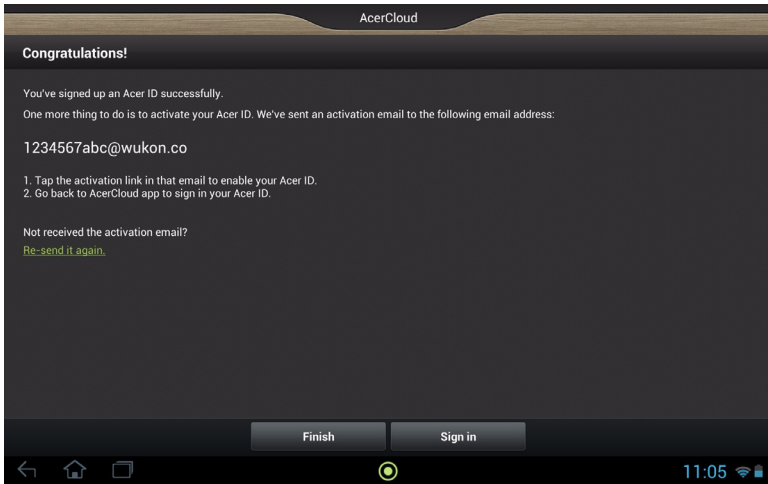 AcerCloud
Congratulations!
You've signed up an Acer ID successfully.
One more thing to do is to activate your Acer ID. We've sent an activation email to the following email address:
1234567abc@wukon.co
1. Tap the activation link in that email to enable your Acer ID.
2. Go back to AcerCloud app to sign in your Acer ID.
Not received the activation email?
Re-send it again.
Finish Sign in
11:05